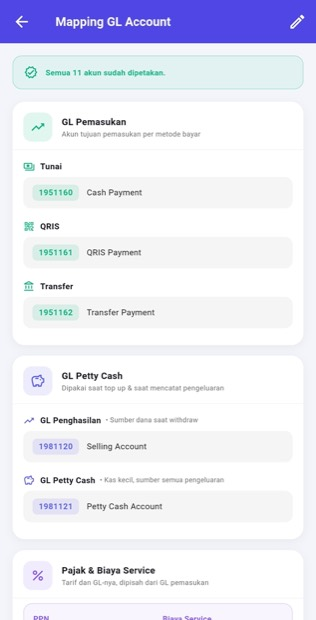 Mapping GL Account
Semua 11 akun sudah dipetakan.
GL Pemasukan
Akun tujuan pemasukan per metode bayar
Tunai
1951160 Cash Payment
QRIS
1951161 QRIS Payment
Transfer
1951162 Transfer Payment
GL Petty Cash
Dipakai saat top up & saat mencatat pengeluaran
GL Penghasilan • Sumber dana saat withdraw
1981120 Selling Account
GL Petty Cash • Kas kecil, sumber semua pengeluaran
1981121 Petty Cash Account
Pajak & Biaya Service
Tarif dan GL-nya, dipisah dari GL pemasukan
PPN Biaya Service